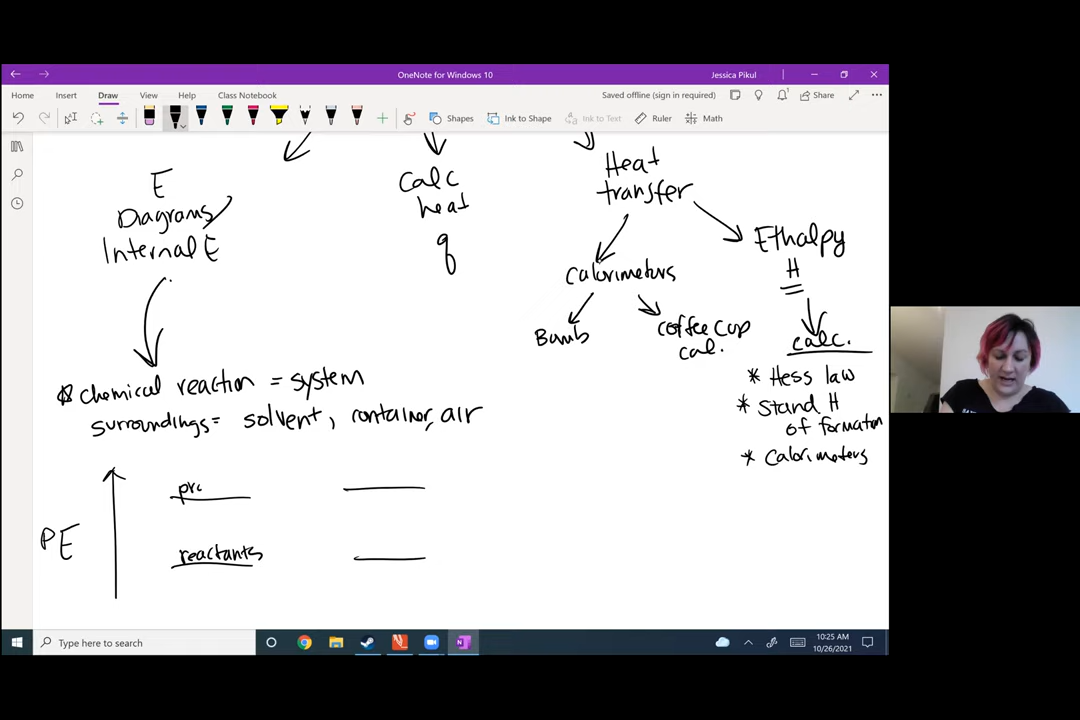 OneNote for Windows 10
Jessica Pikul
Home Insert Draw View Help Class Notebook
Saved offline (sign in required)
Share
Shapes
Ink to Shape
Ink to Text
Ruler
Math
E
Diagrams
Internal E
Calc
heat
q
Heat
transfer
Calorimeters
Bomb
coffee cup
cal.
Ethalpy
H
calc.
* Hess law
* Stand H
of formation
* Calorimeters
chemical reaction = system
surroundings = solvent, container, air
PE
pro
reactants
Type here to search
10:25 AM
10/26/2021